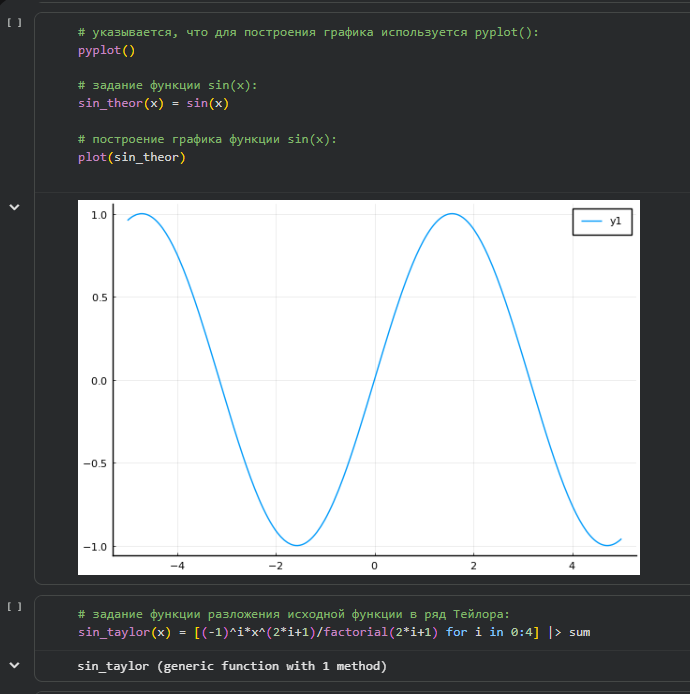 [ ]
# указывается, что для построения графика используется pyplot():
pyplot()
# задание функции sin(x):
sin_theor(x) = sin(x)
# построение графика функции sin(x):
plot(sin_theor)
1.0
0.5
0.0
−0.5
−1.0
−4
−2
0
2
4
y1
[ ]
# задание функции разложения исходной функции в ряд Тейлора:
sin_taylor(x) = [(-1)^i*x^(2*i+1)/factorial(2*i+1) for i in 0:4] |> sum
sin_taylor (generic function with 1 method)